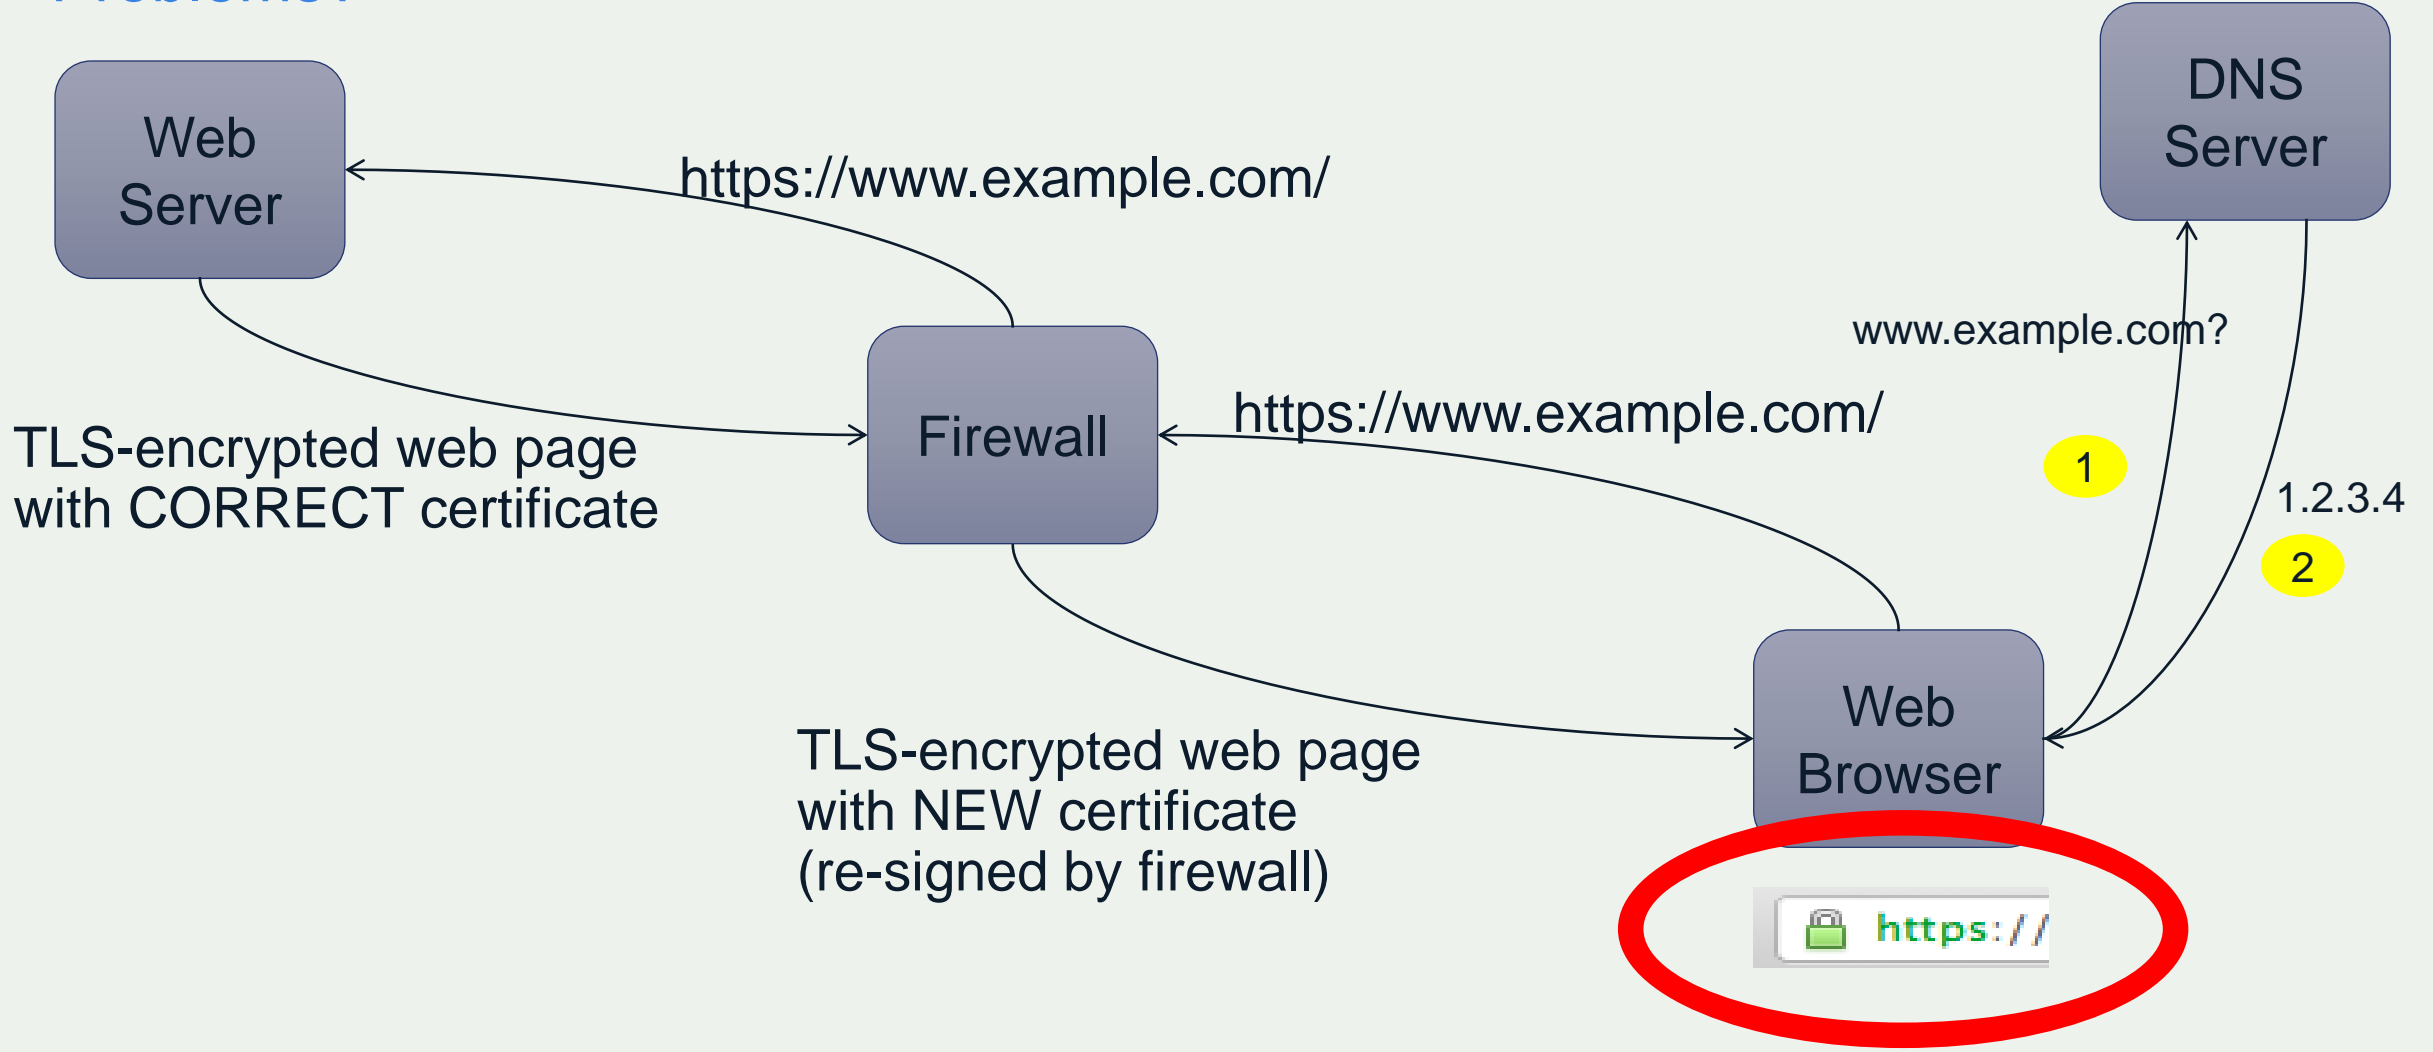 Web
Server
DNS
Server
https://www.example.com/
www.example.com?
Firewall
https://www.example.com/
TLS-encrypted web page
with CORRECT certificate
1
1.2.3.4
2
Web
Browser
TLS-encrypted web page
with NEW certificate
(re-signed by firewall)
https://